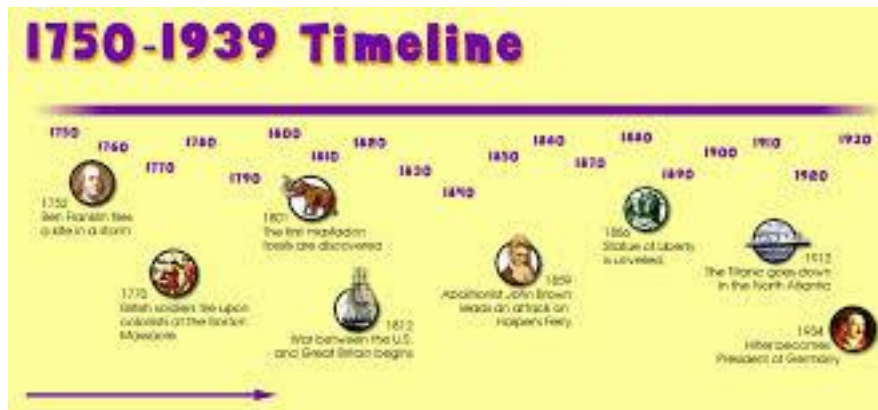 1750-1939 Timeline
1750
1760
1770
1780
1790
1800
1810
1820
1830
1840
1850
1860
1870
1880
1890
1900
1910
1920
1930
1752
Ben Franklin flies
a kite in a storm
1770
British soldiers fire upon
colonists at the Boston
Massacre
1801
The first mastodon
fossils are discovered
1812
War between the U.S.
and Great Britain begins
1859
Abolitionist John Brown
leads an attack on
Harper's Ferry
1886
Statue of Liberty
is unveiled
1912
The Titanic goes down
in the North Atlantic
1934
Hitler becomes
President of Germany